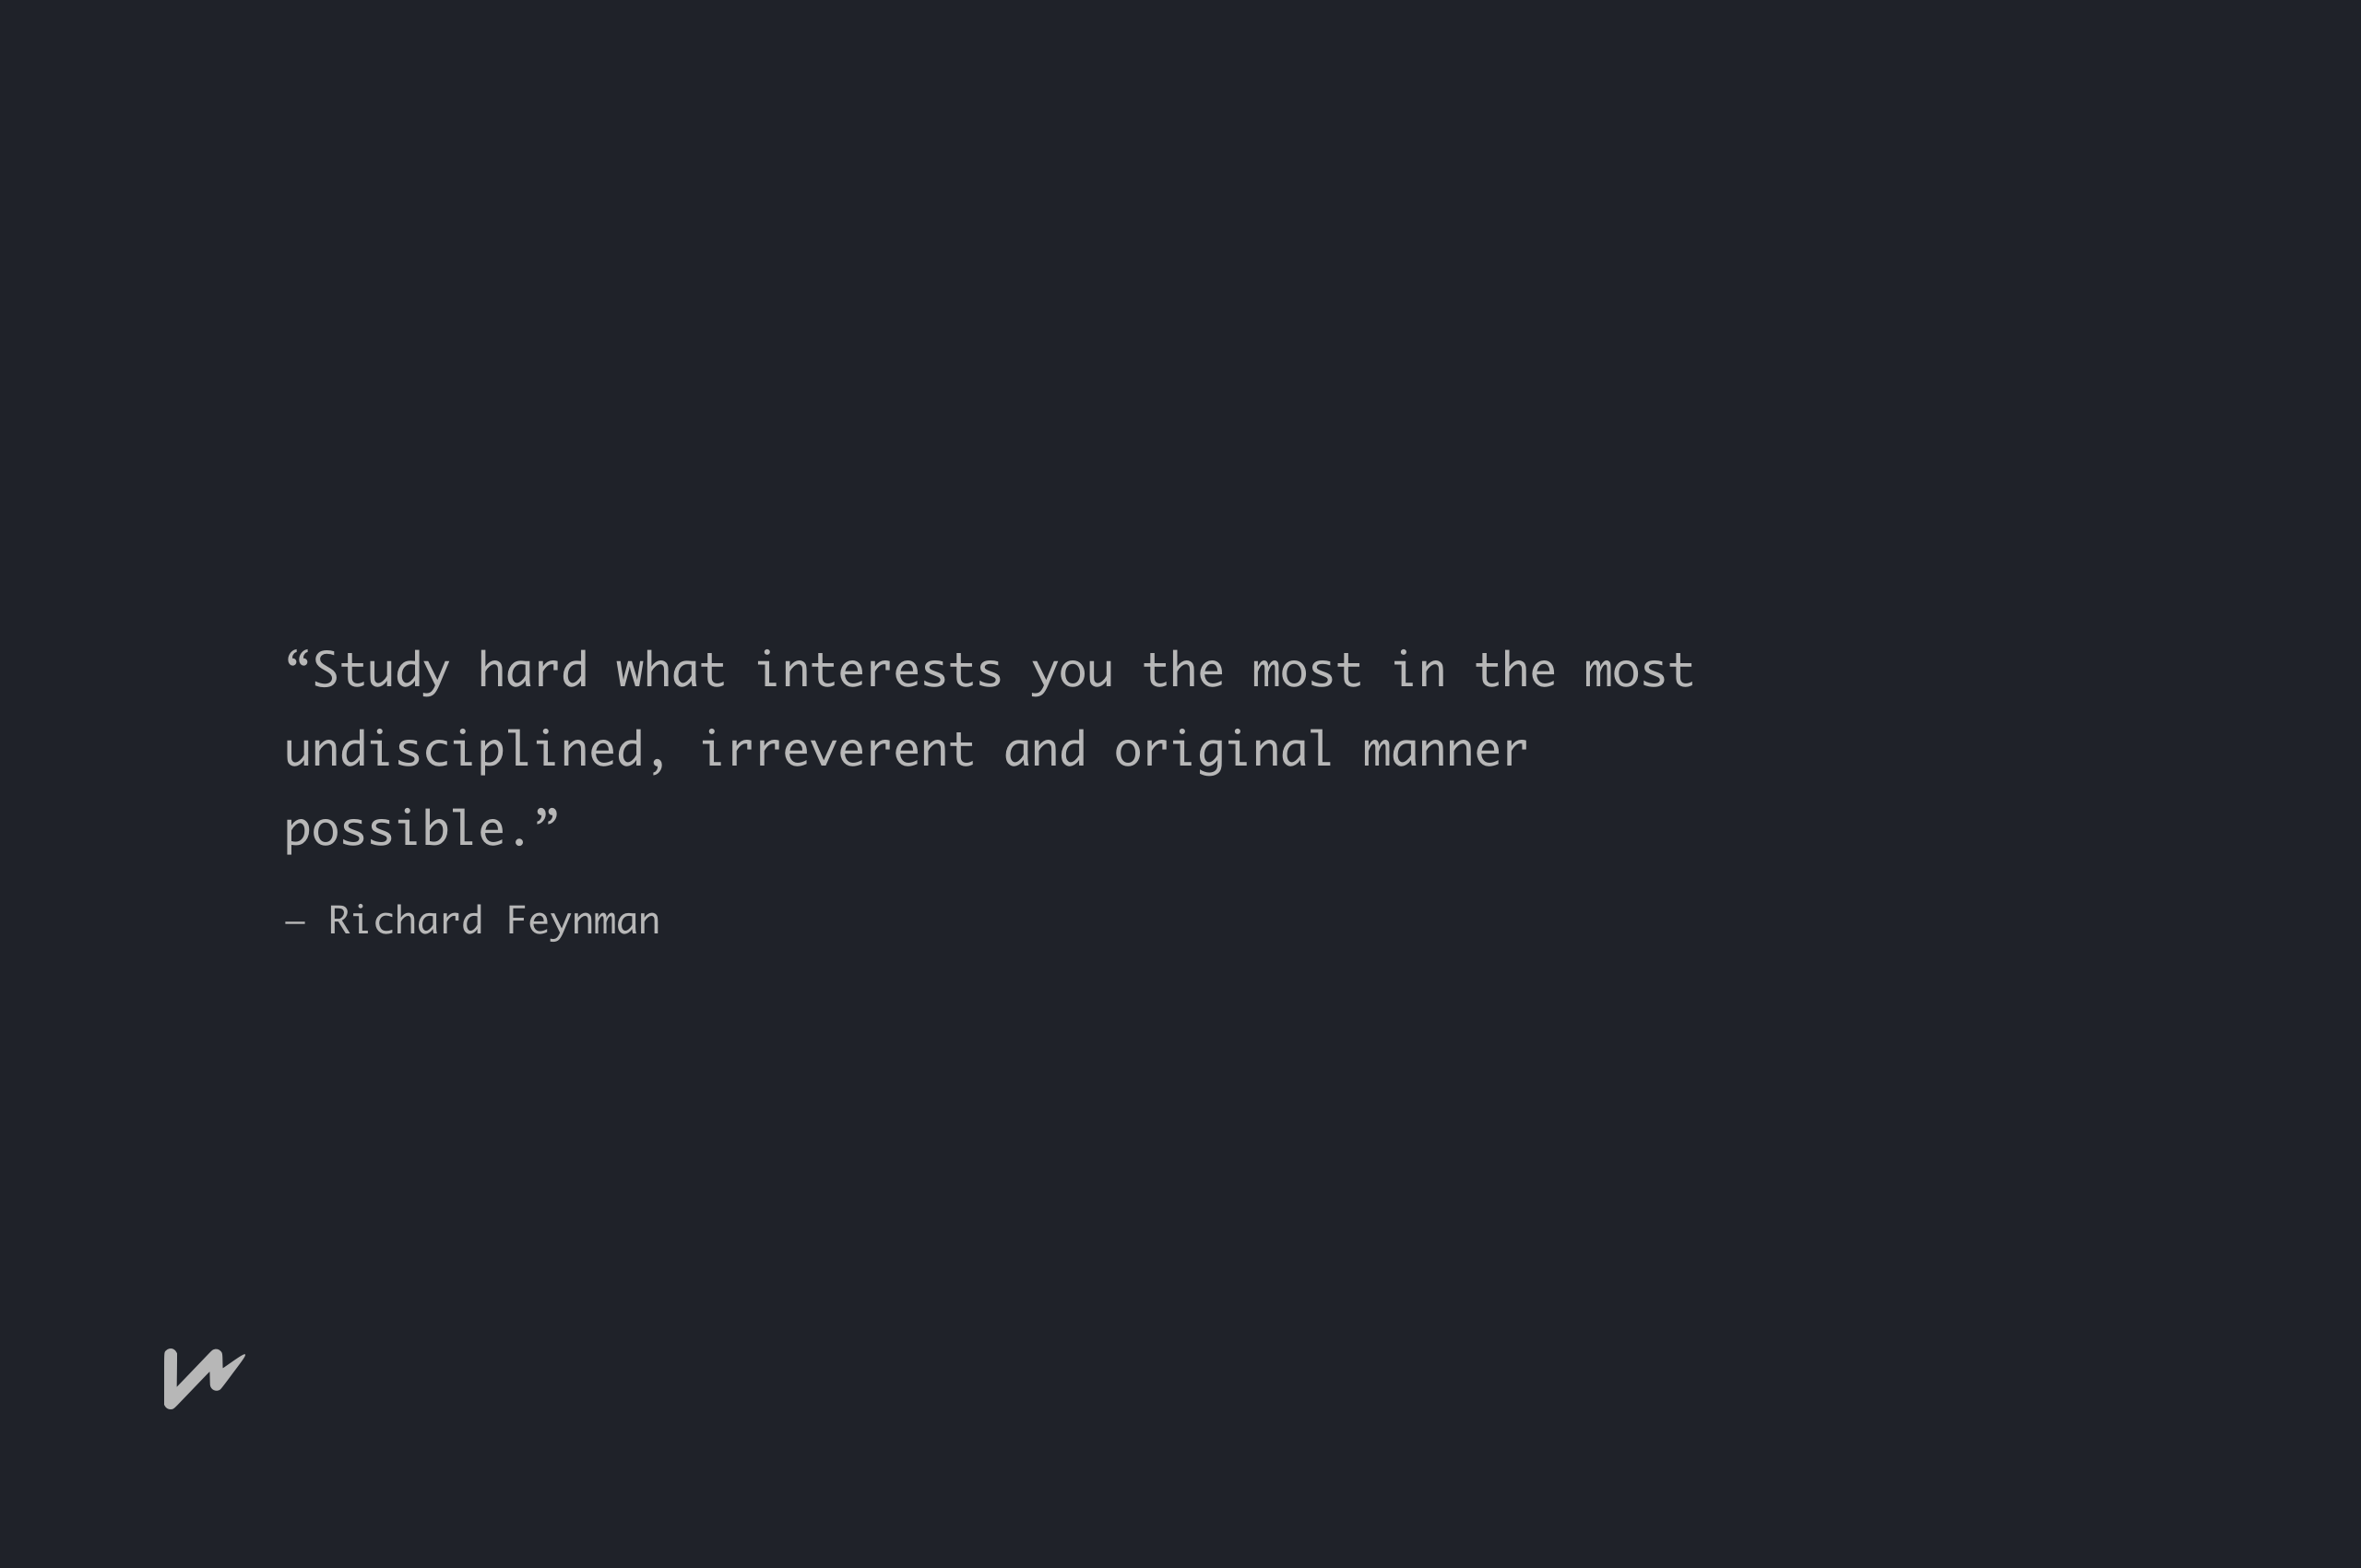 “Study hard what interests you the most in the most
undisciplined, irreverent and original manner
possible.”
— Richard Feynman